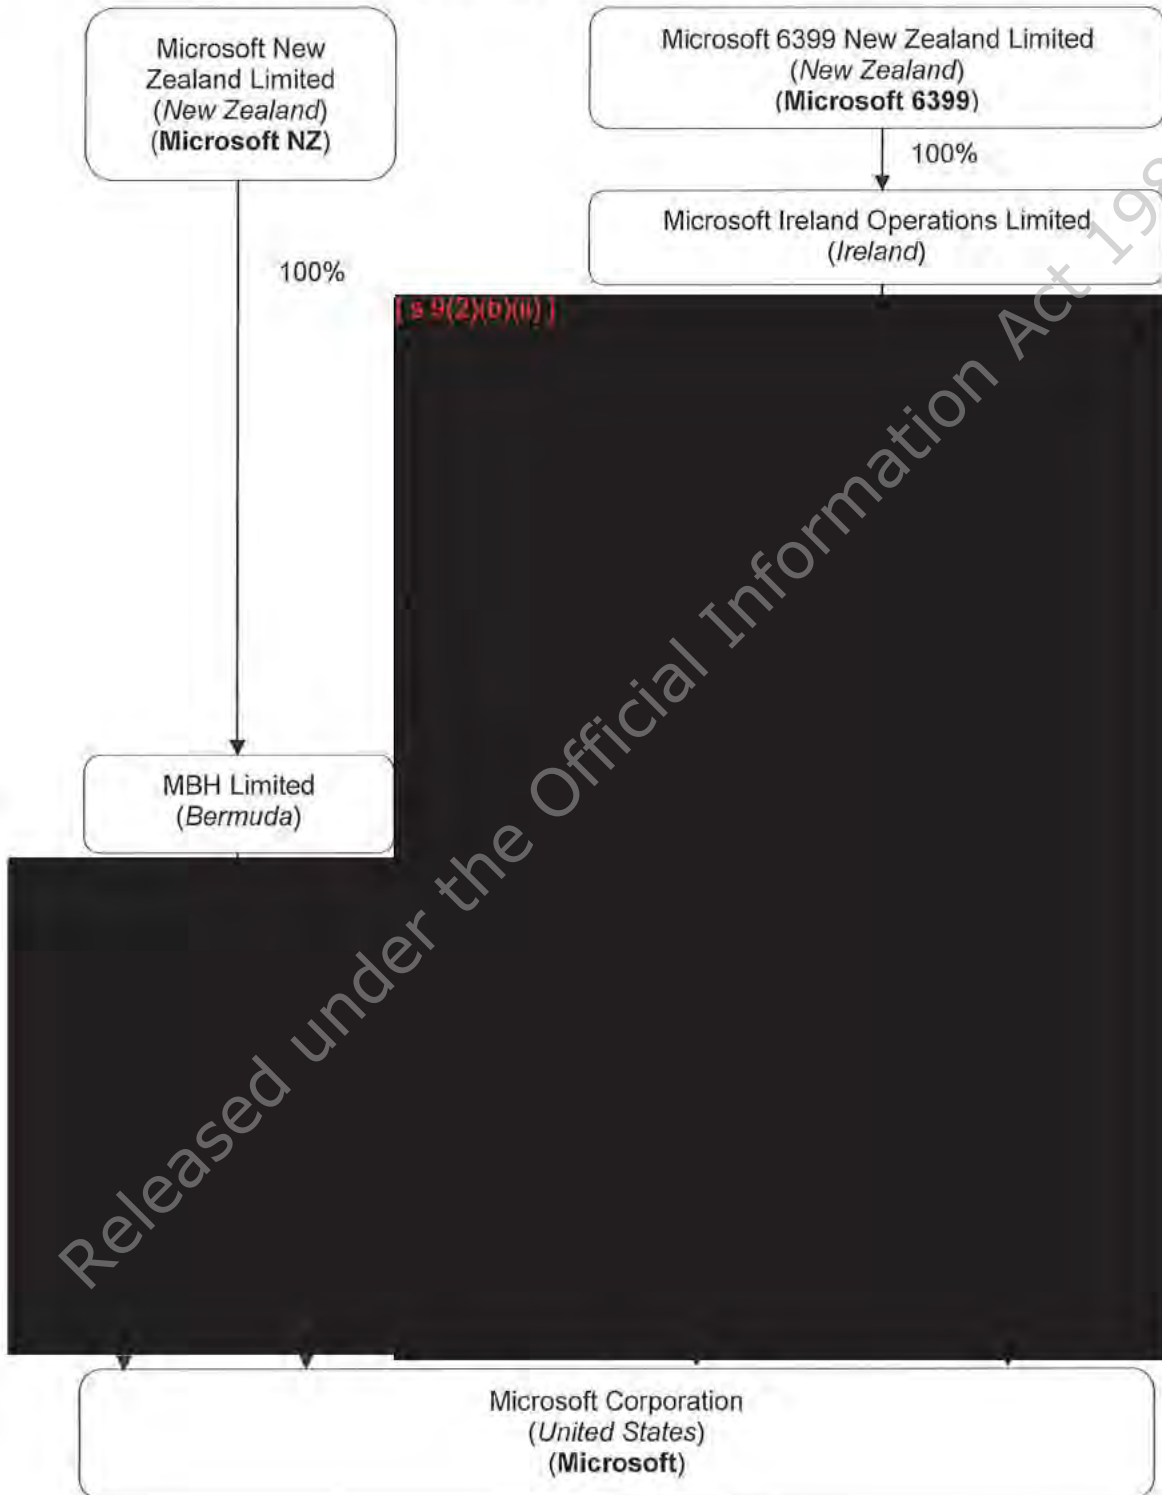 Microsoft New
Zealand Limited
(New Zealand)
(Microsoft NZ)
Microsoft 6399 New Zealand Limited
(New Zealand)
(Microsoft 6399)
100%
Microsoft Ireland Operations Limited
(Ireland)
100%
[ s 9(2)(b)(ii) ]
MBH Limited
(Bermuda)
Released under the Official Information Act 198
Microsoft Corporation
(United States)
(Microsoft)